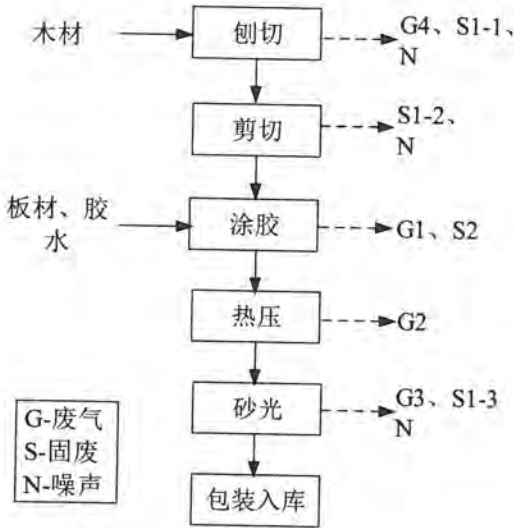 木材
刨切
G4、S1-1、
N
剪切
S1-2、
N
板材、胶
水
涂胶
G1、S2
热压
G2
砂光
G3、S1-3
N
G-废气
S-固废
N-噪声
包装入库